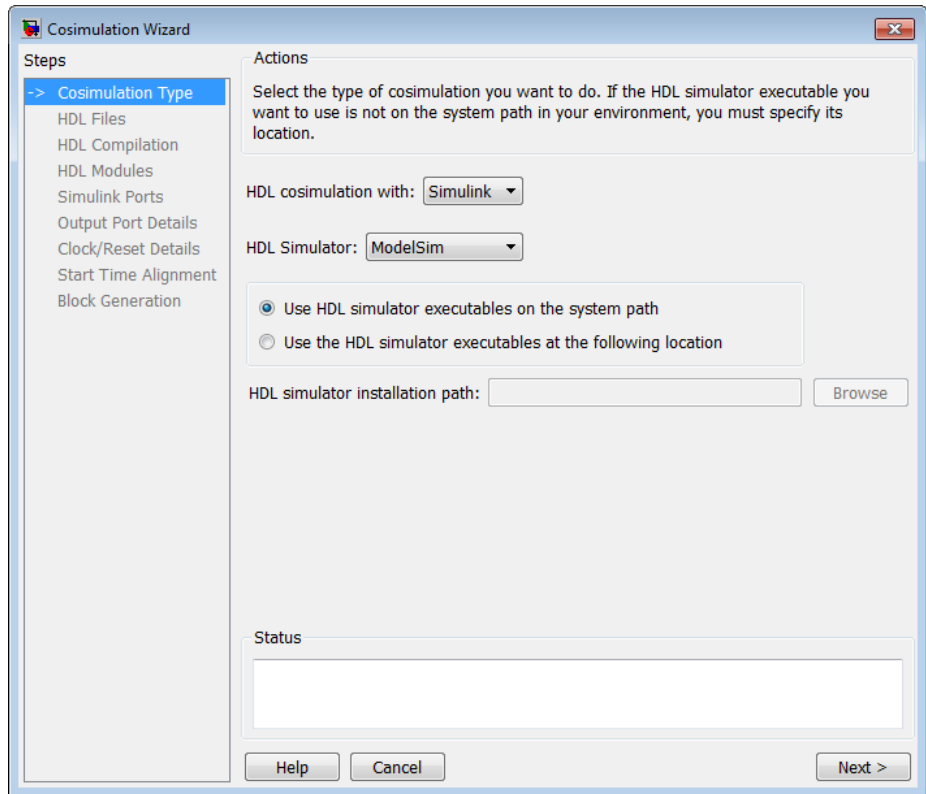 Cosimulation Wizard
Steps
-> Cosimulation Type
HDL Files
HDL Compilation
HDL Modules
Simulink Ports
Output Port Details
Clock/Reset Details
Start Time Alignment
Block Generation
Actions
Select the type of cosimulation you want to do. If the HDL simulator executable you
want to use is not on the system path in your environment, you must specify its
location.
HDL cosimulation with: Simulink
HDL Simulator: ModelSim
Use HDL simulator executables on the system path
Use the HDL simulator executables at the following location
HDL simulator installation path: Browse
Status
Help Cancel Next >